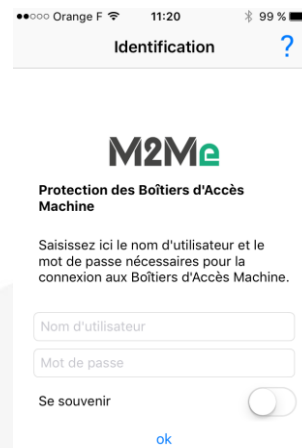 Orange F 11:20 99 %
Identification ?
M2Me
Protection des Boîtiers d'Accès
Machine
Saisissez ici le nom d'utilisateur et le
mot de passe nécessaires pour la
connexion aux Boîtiers d'Accès Machine.
Nom d'utilisateur
Mot de passe
Se souvenir
ok